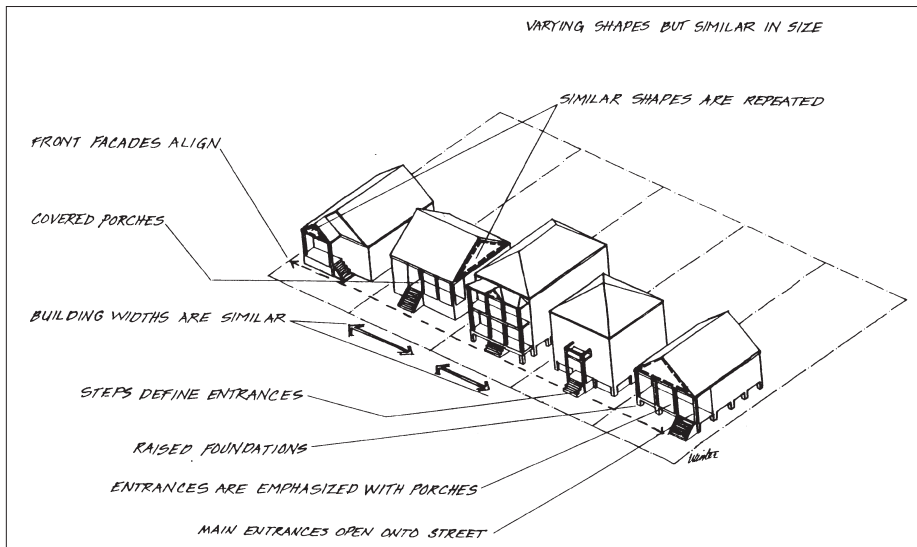 VARYING SHAPES BUT SIMILAR IN SIZE
SIMILAR SHAPES ARE REPEATED
FRONT FACADES ALIGN
COVERED PORCHES
BUILDING WIDTHS ARE SIMILAR
STEPS DEFINE ENTRANCES
RAISED FOUNDATIONS
ENTRANCES ARE EMPHASIZED WITH PORCHES
MAIN ENTRANCES OPEN ONTO STREET